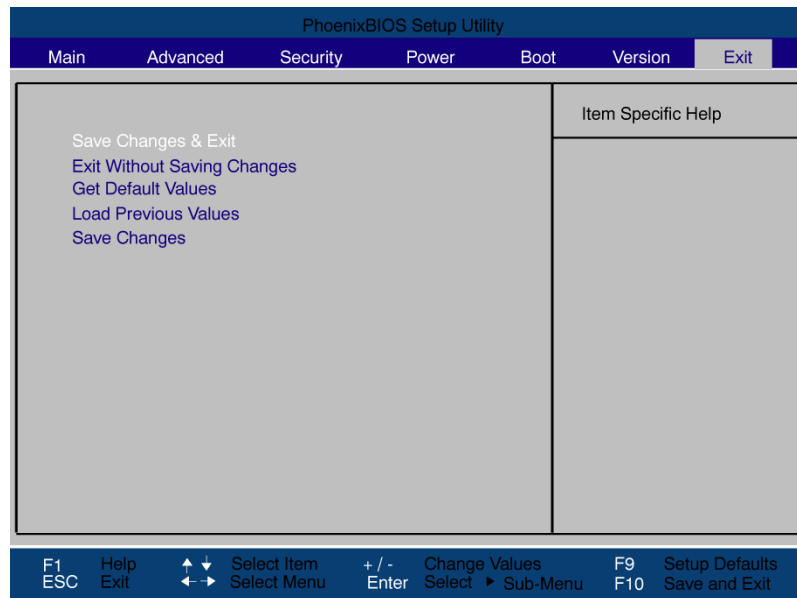 PhoenixBIOS Setup Utility
Main Advanced Security Power Boot Version Exit
Item Specific Help
Save Changes & Exit
Exit Without Saving Changes
Get Default Values
Load Previous Values
Save Changes
F1 Help Select Item +/- Change Values F9 Setup Defaults
ESC Exit Select Menu Enter Select Sub-Menu F10 Save and Exit